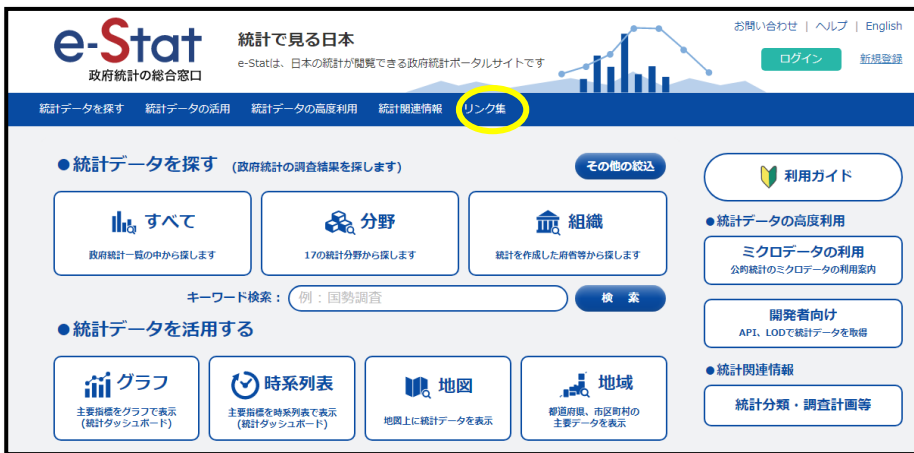 e-Stat
政府統計の総合窓口
統計で見る日本
e-Statは、日本の統計が閲覧できる政府統計ポータルサイトです
お問い合わせ | ヘルプ | English
ログイン 新規登録
統計データを探す 統計データの活用 統計データの高度利用 統計関連情報 リンク集
●統計データを探す (政府統計の調査結果を探します)
その他の絞込
すべて
政府統計一覧の中から探します
分野
17の統計分野から探します
組織
統計を作成した府省等から探します
キーワード検索: 例:国勢調査 検 索
●統計データを活用する
グラフ
主要指標をグラフで表示
(統計ダッシュボード)
時系列表
主要指標を時系列表で表示
(統計ダッシュボード)
地図
地図上に統計データを表示
地域
都道府県、市区町村の
主要データを表示
利用ガイド
●統計データの高度利用
ミクロデータの利用
公的統計のミクロデータの利用案内
開発者向け
API、LODで統計データを取得
●統計関連情報
統計分類・調査計画等